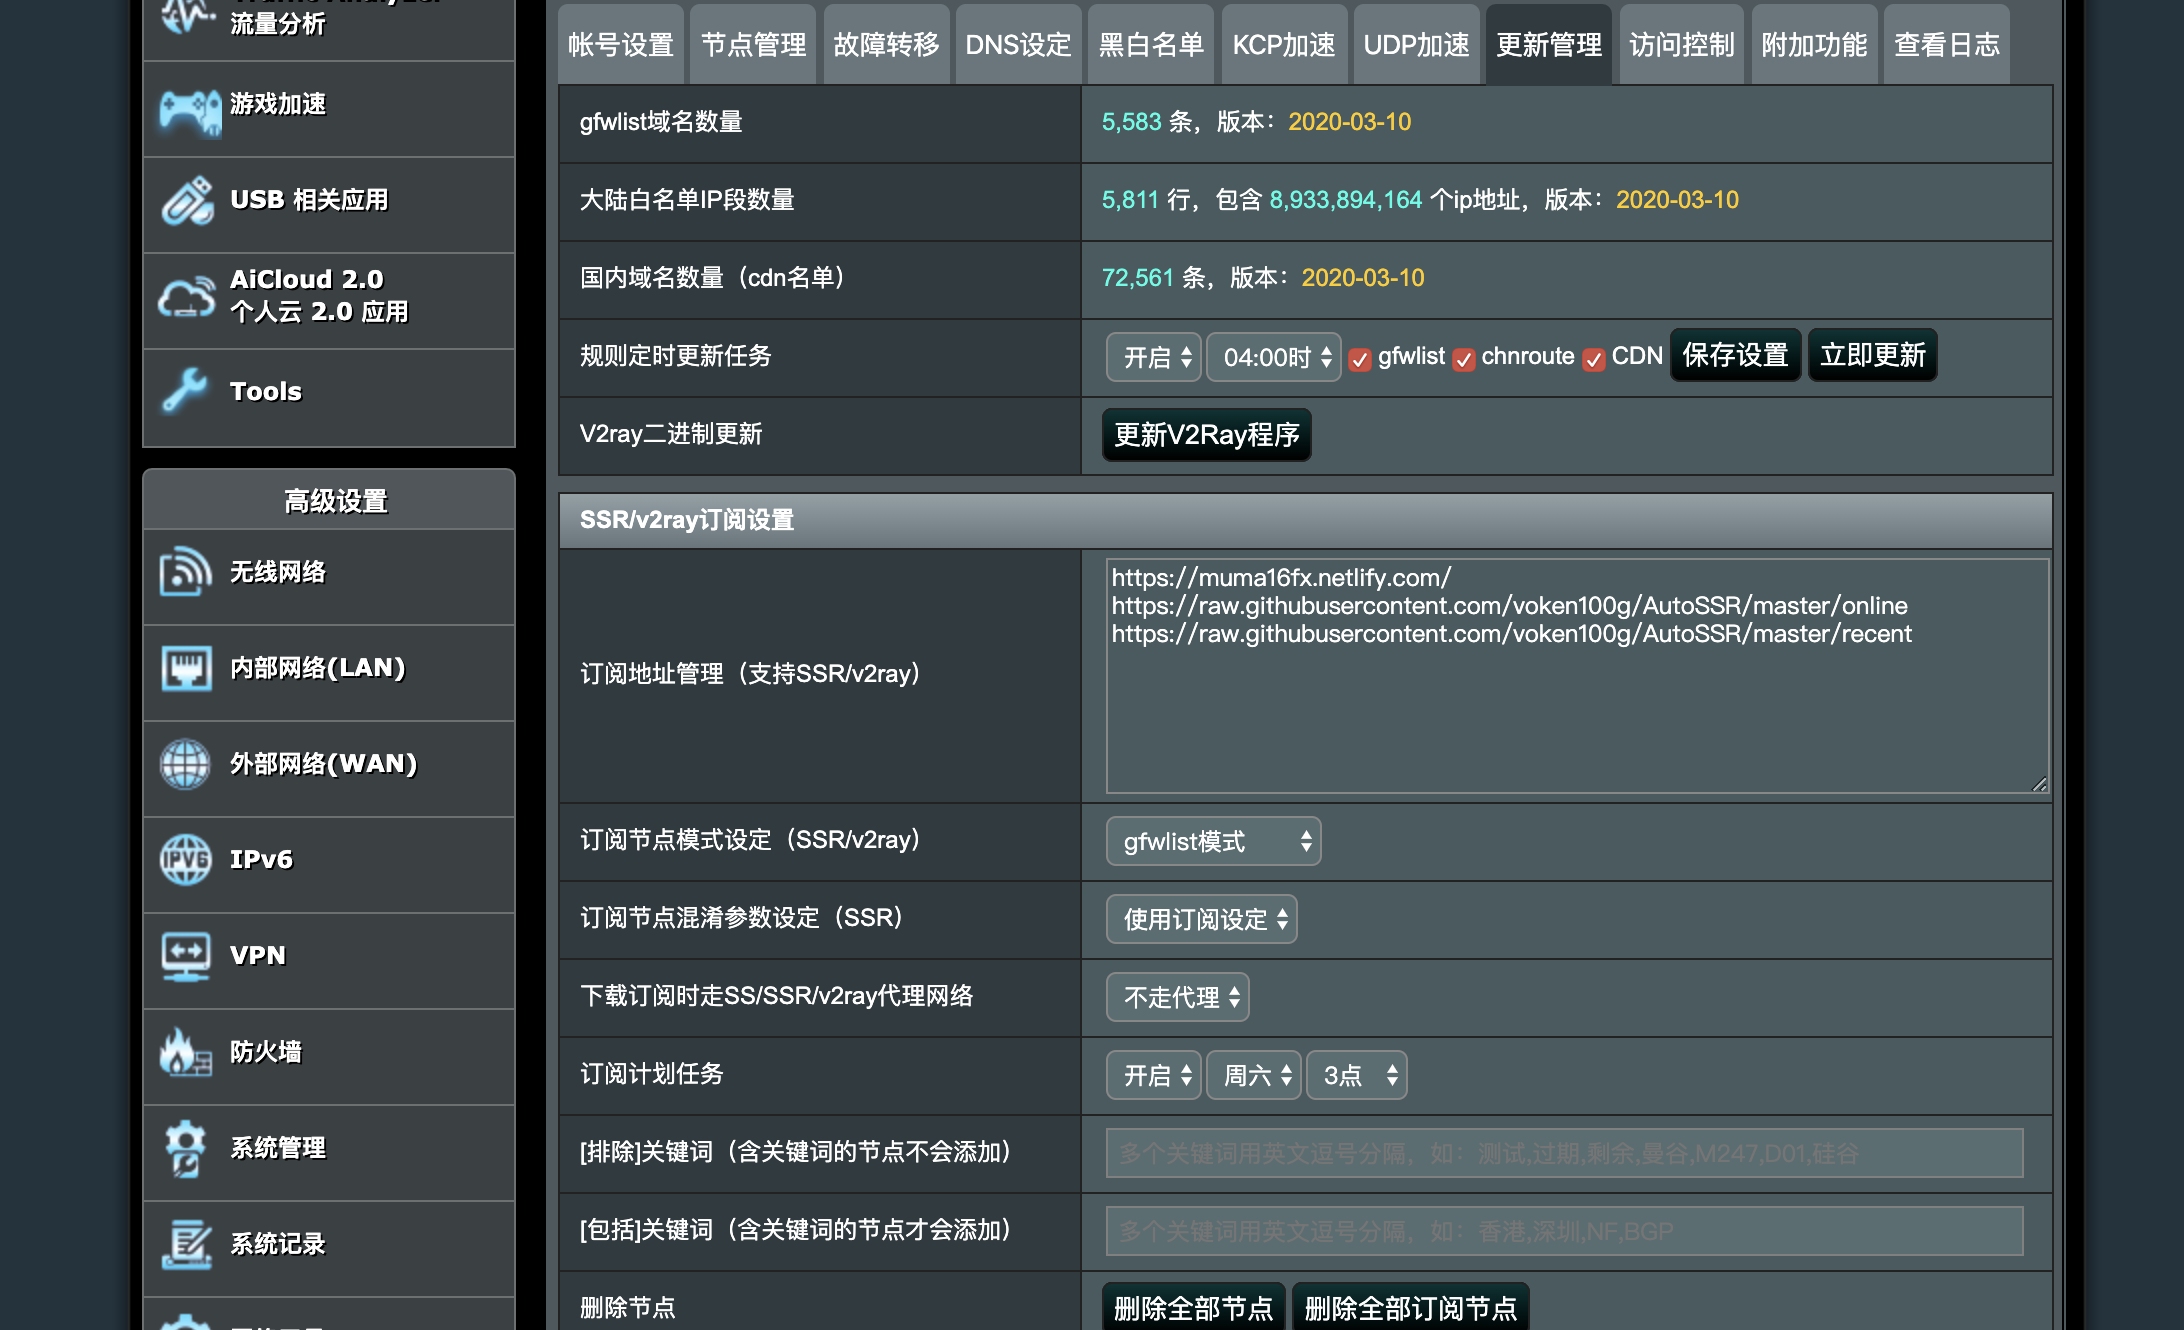 流量分析
游戏加速
USB 相关应用
AiCloud 2.0
个人云 2.0 应用
Tools
高级设置
无线网络
内部网络(LAN)
外部网络(WAN)
IPv6
VPN
防火墙
系统管理
系统记录
帐号设置 节点管理 故障转移 DNS设定 黑白名单 KCP加速 UDP加速 更新管理 访问控制 附加功能 查看日志
gfwlist域名数量 5,583 条，版本：2020-03-10
大陆白名单IP段数量 5,811 行，包含 8,933,894,164 个ip地址，版本：2020-03-10
国内域名数量（cdn名单） 72,561 条，版本：2020-03-10
规则定时更新任务 开启 04:00时 gfwlist chnroute CDN 保存设置 立即更新
V2ray二进制更新 更新V2Ray程序
SSR/v2ray订阅设置
订阅地址管理（支持SSR/v2ray）
https://muma16fx.netlify.com/
https://raw.githubusercontent.com/voken100g/AutoSSR/master/online
https://raw.githubusercontent.com/voken100g/AutoSSR/master/recent
订阅节点模式设定（SSR/v2ray） gfwlist模式
订阅节点混淆参数设定（SSR） 使用订阅设定
下载订阅时走SS/SSR/v2ray代理网络 不走代理
订阅计划任务 开启 周六 3点
[排除]关键词（含关键词的节点不会添加） 多个关键词用英文逗号分隔，如：测试,过期,剩余,曼谷,M247,D01,硅谷
[包括]关键词（含关键词的节点才会添加） 多个关键词用英文逗号分隔，如：香港,深圳,NF,BGP
删除节点 删除全部节点 删除全部订阅节点